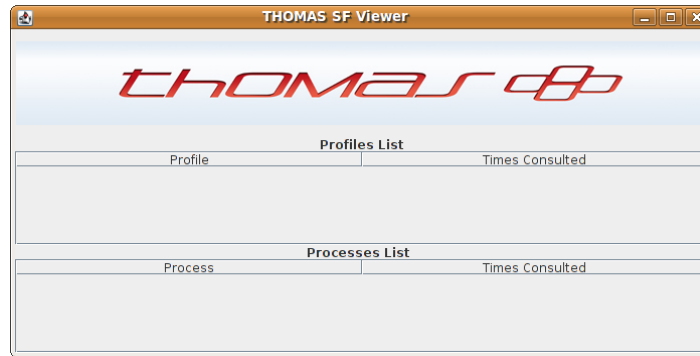 THOMAS SF Viewer
thomas
Profiles List
Profile Times Consulted
Processes List
Process Times Consulted